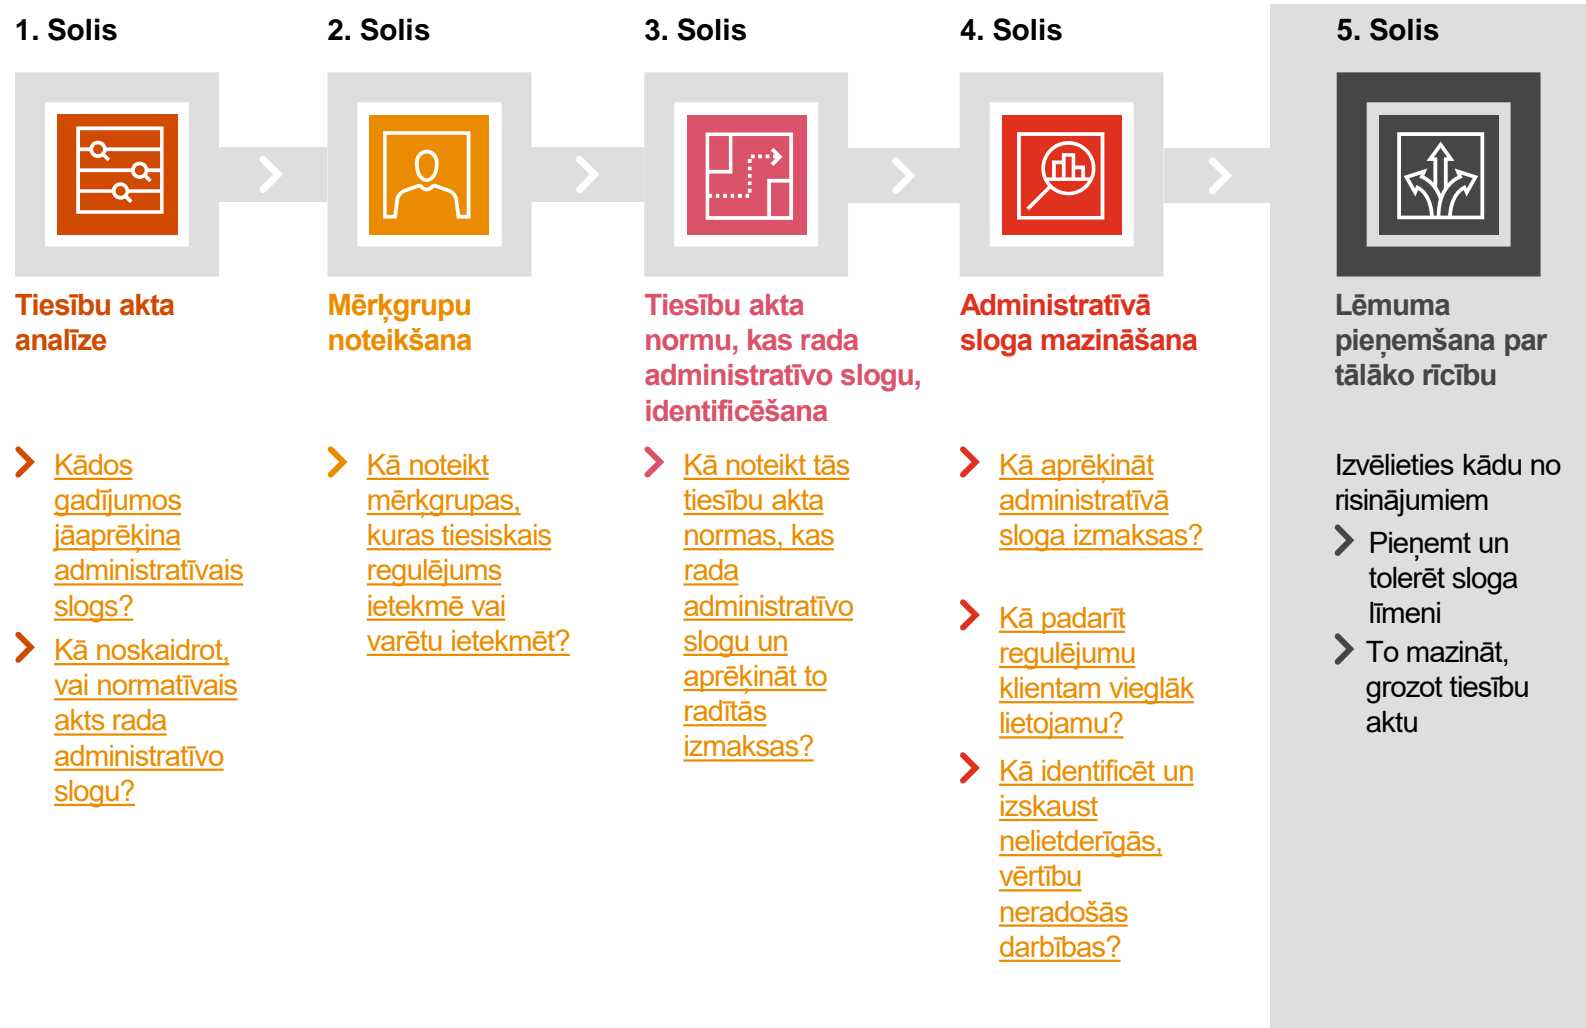 1. Solis
Tiesību akta
analīze
Kādos
gadījumos
jāaprēķina
administratīvais
slogs?
Kā noskaidrot,
vai normatīvais
akts rada
administratīvo
slogu?
2. Solis
Mērķgrupu
noteikšana
Kā noteikt
mērķgrupas,
kuras tiesiskais
regulējums
ietekmē vai
varētu ietekmēt?
3. Solis
Tiesību akta
normu, kas rada
administratīvo slogu,
identificēšana
Kā noteikt tās
tiesību akta
normas, kas
rada
administratīvo
slogu un
aprēķināt to
radītās
izmaksas?
4. Solis
Administratīvā
sloga mazināšana
Kā aprēķināt
administratīvā
sloga izmaksas?
Kā padarīt
regulējumu
klientam vieglāk
lietojamu?
Kā identificēt un
izskaust
nelietderīgās,
vērtību
neradošās
darbības?
5. Solis
Lēmuma
pieņemšana par
tālāko rīcību
Izvēlieties kādu no
risinājumiem
Pieņemt un
tolerēt sloga
līmeni
To mazināt,
grozot tiesību
aktu